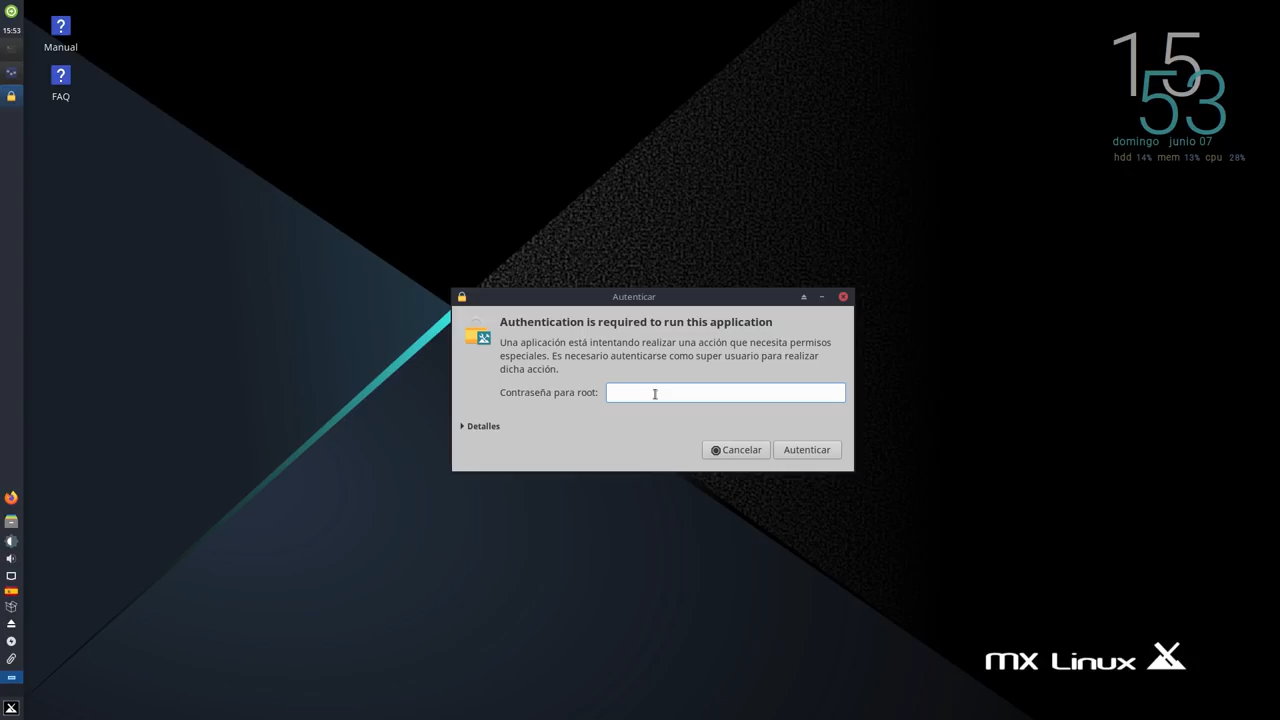 15:53
Manual
FAQ
15
53
domingo junio 07
hdd 14% mem 13% cpu 28%
Autenticar
Authentication is required to run this application
Una aplicación está intentando realizar una acción que necesita permisos
especiales. Es necesario autenticarse como super usuario para realizar
dicha acción.
Contraseña para root:
Detalles
Cancelar
Autenticar
MX Linux